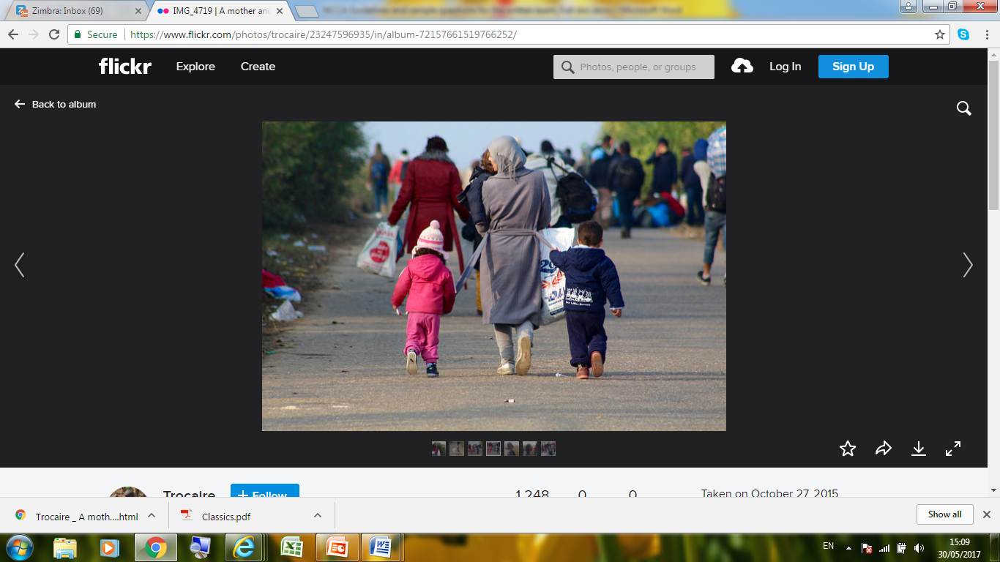 Zimbra: Inbox (69)
IMG_4719 | A mother and
Secure
https://www.flickr.com/photos/trocaire/23247596935/in/album-72157661519766252/
flickr
Explore
Create
Photos, people, or groups
Log In
Sign Up
Back to album
Trocaire
+ Follow
1,248
0
0
Taken on October 27, 2015
Trocaire _ A moth....html
Classics.pdf
Show all
EN
15:09
30/05/2017